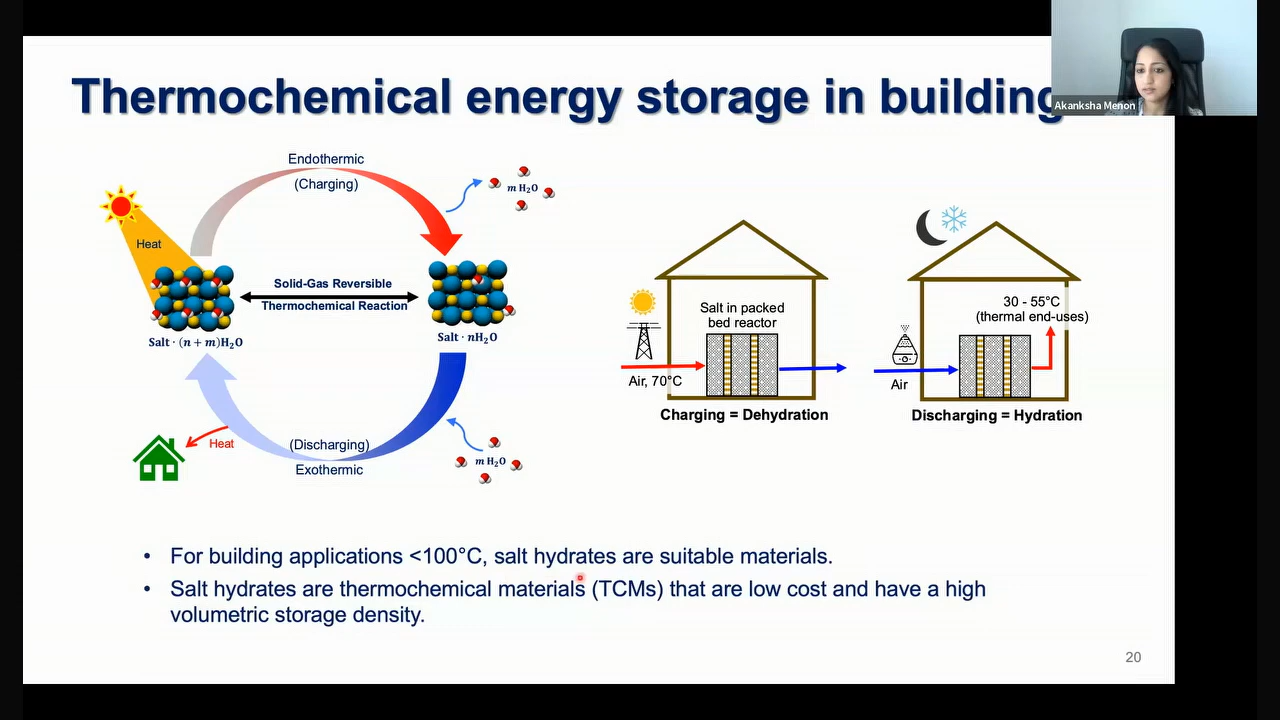 Thermochemical energy storage in building
Akanksha Menon
Endothermic
(Charging)
m H₂O
Heat
Solid-Gas Reversible
Thermochemical Reaction
Salt · (n + m)H₂O
Salt · nH₂O
Heat
(Discharging)
Exothermic
m H₂O
Salt in packed
bed reactor
Air, 70°C
Charging = Dehydration
30 - 55°C
(thermal end-uses)
Air
Discharging = Hydration
• For building applications <100°C, salt hydrates are suitable materials.
• Salt hydrates are thermochemical materials (TCMs) that are low cost and have a high
volumetric storage density.
20